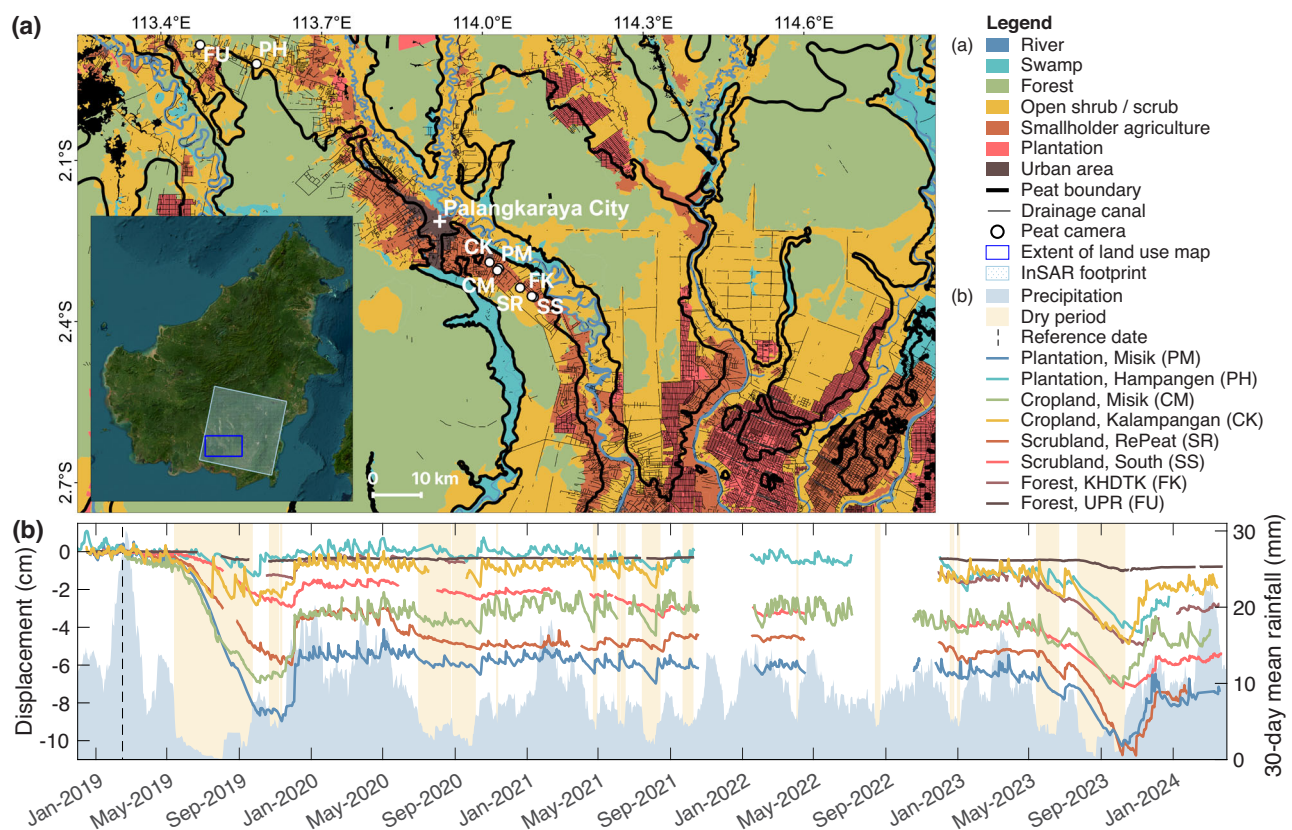 (a)
113.4°E 113.7°E 114.0°E 114.3°E 114.6°E
2.1°S
2.4°S
2.7°S
FU
PH
Palangkaraya City
CK
PM
CM
FK
SR
SS
0 10 km
Legend
(a)
River
Swamp
Forest
Open shrub / scrub
Smallholder agriculture
Plantation
Urban area
Peat boundary
Drainage canal
Peat camera
Extent of land use map
InSAR footprint
(b)
Precipitation
Dry period
Reference date
Plantation, Misik (PM)
Plantation, Hampangen (PH)
Cropland, Misik (CM)
Cropland, Kalampangan (CK)
Scrubland, RePeat (SR)
Scrubland, South (SS)
Forest, KHDTK (FK)
Forest, UPR (FU)
(b)
Displacement (cm)
0
-2
-4
-6
-8
-10
30
20
10
0
30-day mean rainfall (mm)
Jan-2019 May-2019 Sep-2019 Jan-2020 May-2020 Sep-2020 Jan-2021 May-2021 Sep-2021 Jan-2022 May-2022 Sep-2022 Jan-2023 May-2023 Sep-2023 Jan-2024